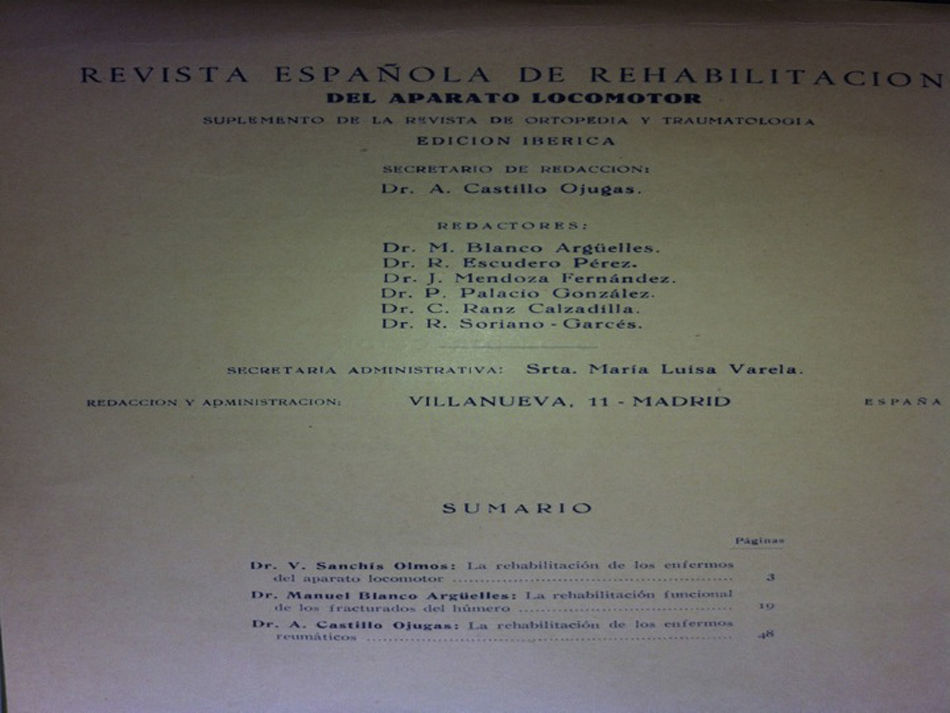 REVISTA ESPAÑOLA DE REHABILITACION
DEL APARATO LOCOMOTOR
SUPLEMENTO DE LA REVISTA DE ORTOPEDIA Y TRAUMATOLOGIA
EDICION IBERICA
SECRETARIO DE REDACCION:
Dr. A. Castillo Ojugas.
REDACTORES:
Dr. M. Blanco Argüelles.
Dr. R. Escudero Pérez.
Dr. J. Mendoza Fernández.
Dr. P. Palacio González.
Dr. C. Ranz Calzadilla.
Dr. R. Soriano - Garcés.
SECRETARIA ADMINISTRATIVA: Srta. María Luisa Varela.
REDACCION Y ADMINISTRACION: VILLANUEVA, 11 - MADRID ESPAÑA
SUMARIO
Páginas
Dr. V. Sanchís Olmos: La rehabilitación de los enfermos
del aparato locomotor ........................................ 3
Dr. Manuel Blanco Argüelles: La rehabilitación funcional
de los fracturados del húmero ............................... 19
Dr. A. Castillo Ojugas: La rehabilitación de los enfermos
reumáticos ..................................................... 48